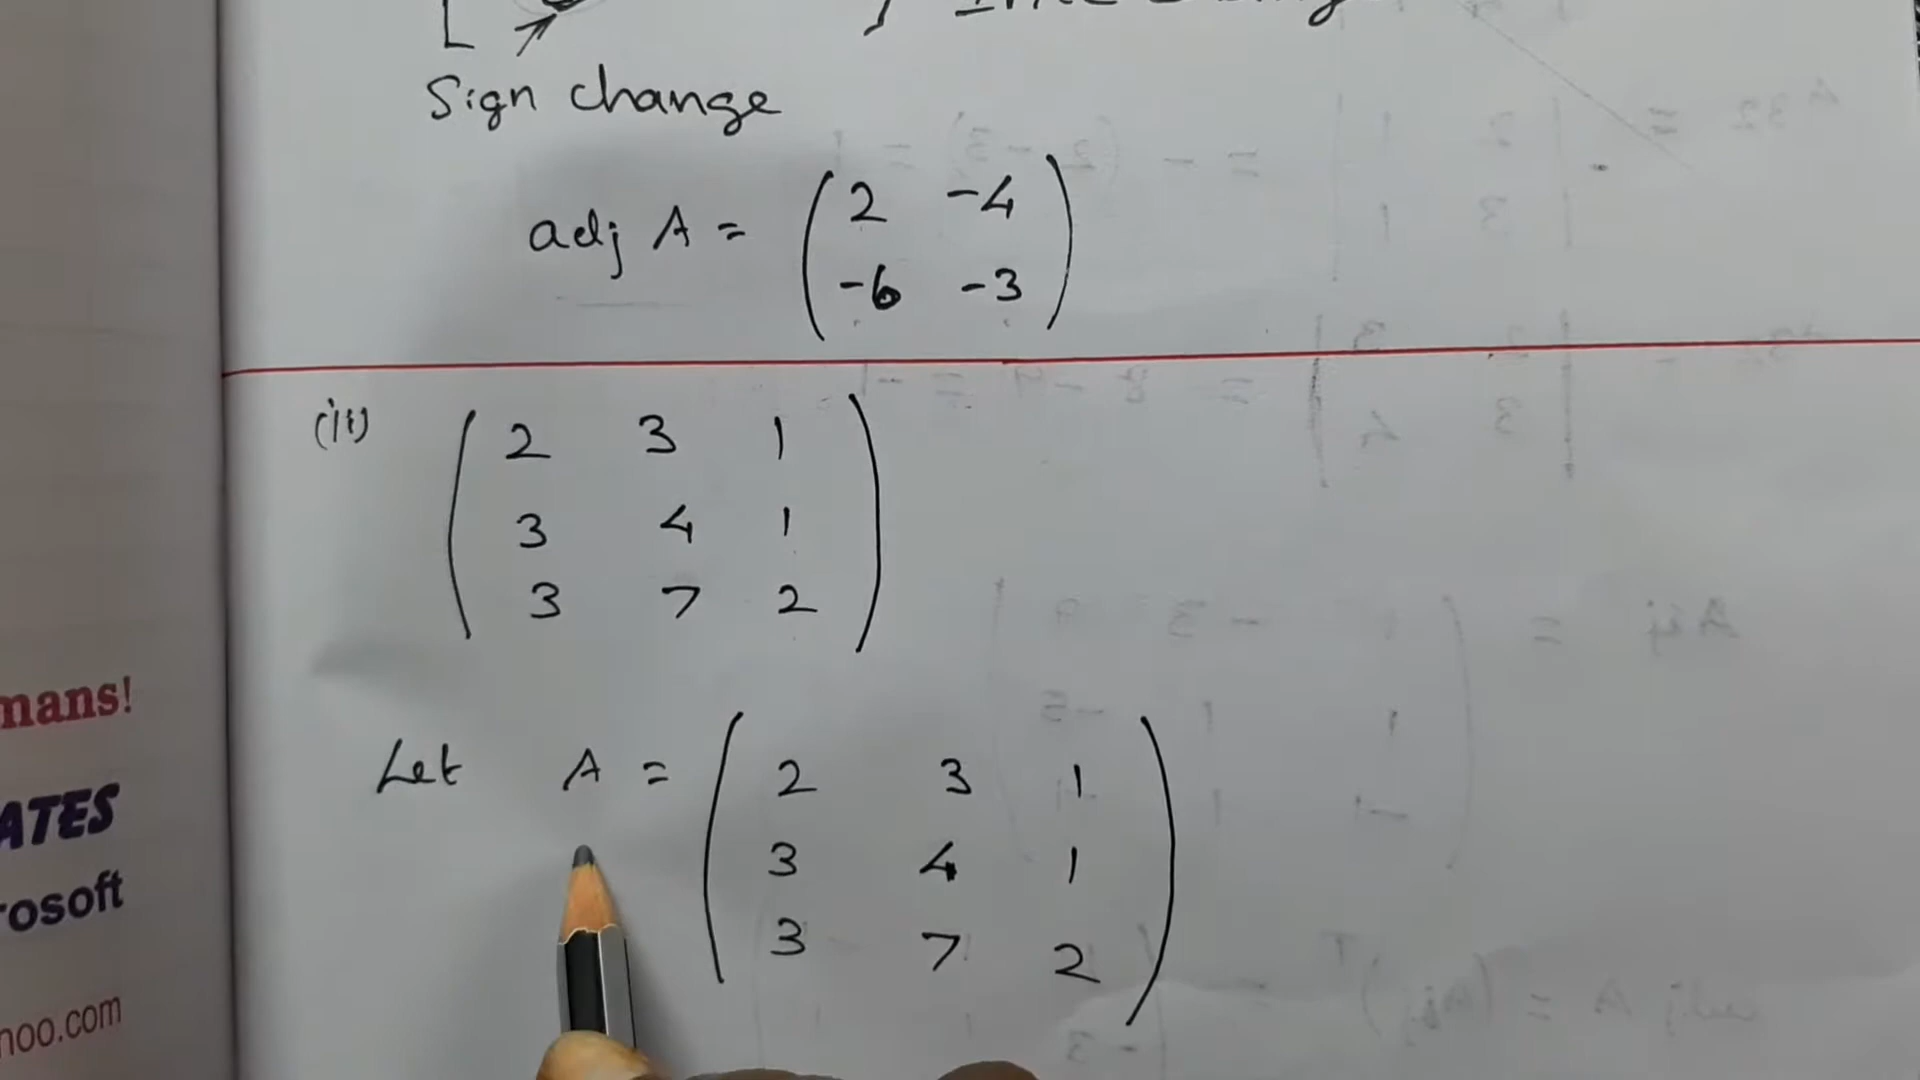 Sign change
adj A = ( 2 -4
-6 -3 )
(ii) ( 2 3 1
3 4 1
3 7 2 )
Let A = ( 2 3 1
3 4 1
3 7 2 )
mans!
ATES
rosoft
hoo.com